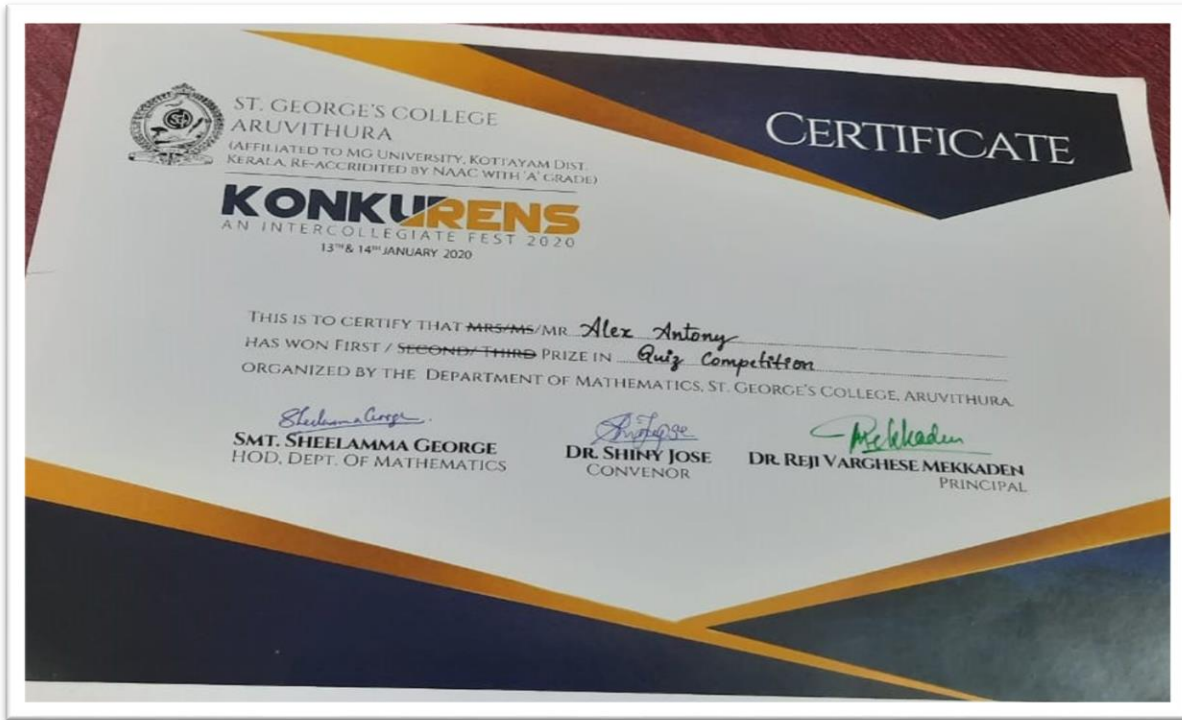 ST. GEORGE'S COLLEGE
ARUVITHURA
(AFFILIATED TO MG UNIVERSITY, KOTTAYAM DIST.
KERALA, RE-ACCRIDITED BY NAAC WITH 'A' GRADE)
KONKURENS
AN INTERCOLLEGIATE FEST 2020
13TH & 14TH JANUARY 2020
CERTIFICATE
THIS IS TO CERTIFY THAT MRS/MS/MR Alex Antony
HAS WON FIRST / SECOND/ THIRD PRIZE IN Quiz Competition
ORGANIZED BY THE DEPARTMENT OF MATHEMATICS, ST. GEORGE'S COLLEGE, ARUVITHURA.
Sheelamma George
SMT. SHEELAMMA GEORGE
HOD, DEPT. OF MATHEMATICS
DR. SHINY JOSE
CONVENOR
Mekkaden
DR. REJI VARGHESE MEKKADEN
PRINCIPAL